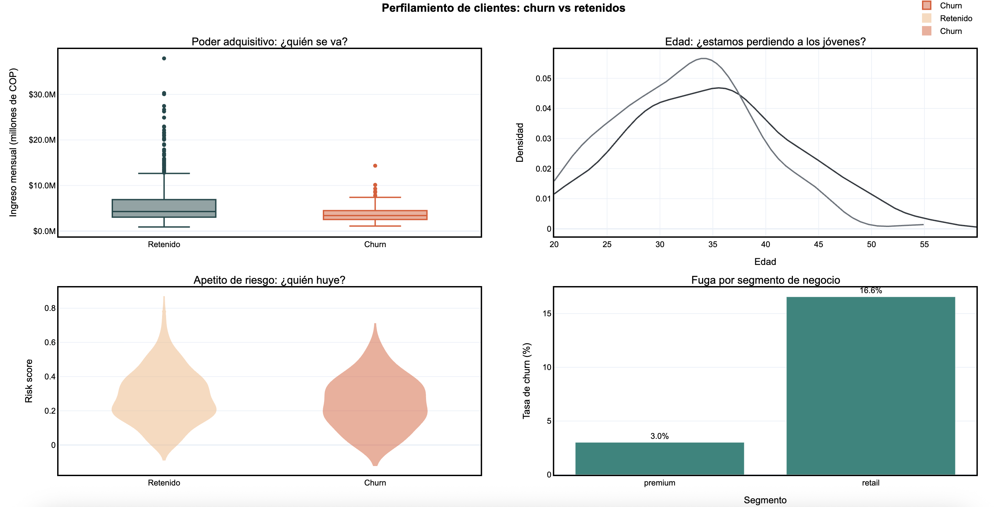 Perfilamiento de clientes: churn vs retenidos
Churn
Retenido
Churn
Poder adquisitivo: ¿quién se va?
Ingreso mensual (millones de COP)
$30.0M
$20.0M
$10.0M
$0.0M
Retenido
Churn
Edad: ¿estamos perdiendo a los jóvenes?
Densidad
0.05
0.04
0.03
0.02
0.01
0
20
25
30
35
40
45
50
55
Edad
Apetito de riesgo: ¿quién huye?
Risk score
0.8
0.6
0.4
0.2
0
Retenido
Churn
Fuga por segmento de negocio
Tasa de churn (%)
15
10
5
0
3.0%
16.6%
premium
retail
Segmento